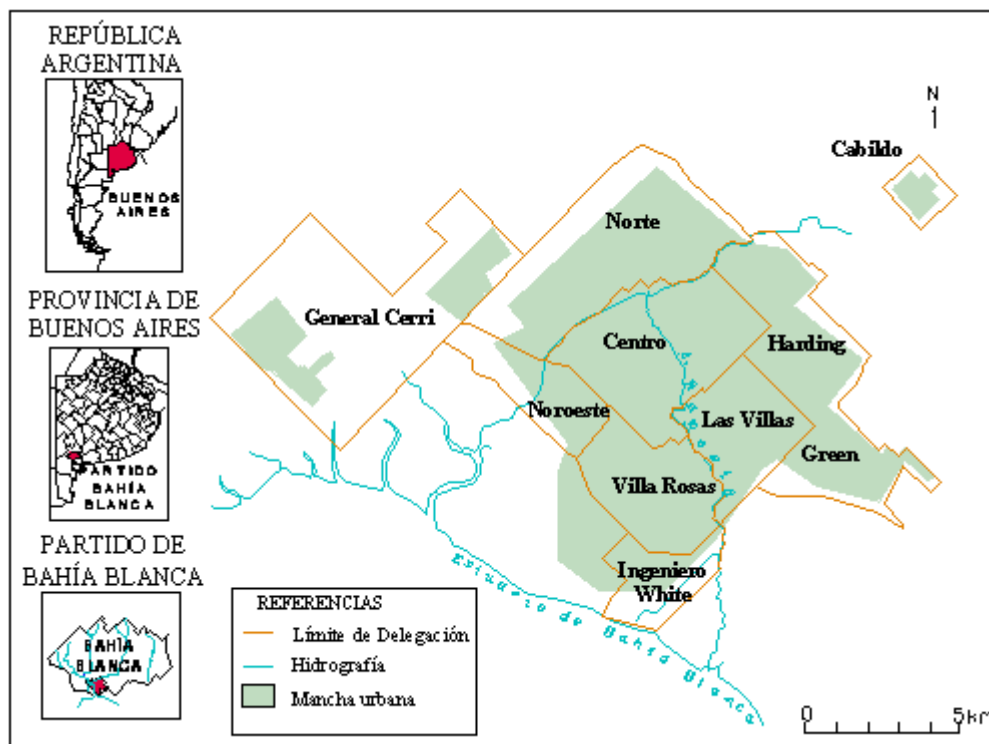 REPÚBLICA
ARGENTINA
BUENOS
AIRES
PROVINCIA DE
BUENOS AIRES
PARTIDO
BAHÍA
BLANCA
PARTIDO DE
BAHÍA BLANCA
BAHÍA
BLANCA
N
Cabildo
Norte
General Cerri
Centro
Harding
Noroeste
Las Villas
Green
Villa Rosas
Ingeniero
White
Estuario de Bahía Blanca
REFERENCIAS
Límite de Delegación
Hidrografía
Mancha urbana
0 5km